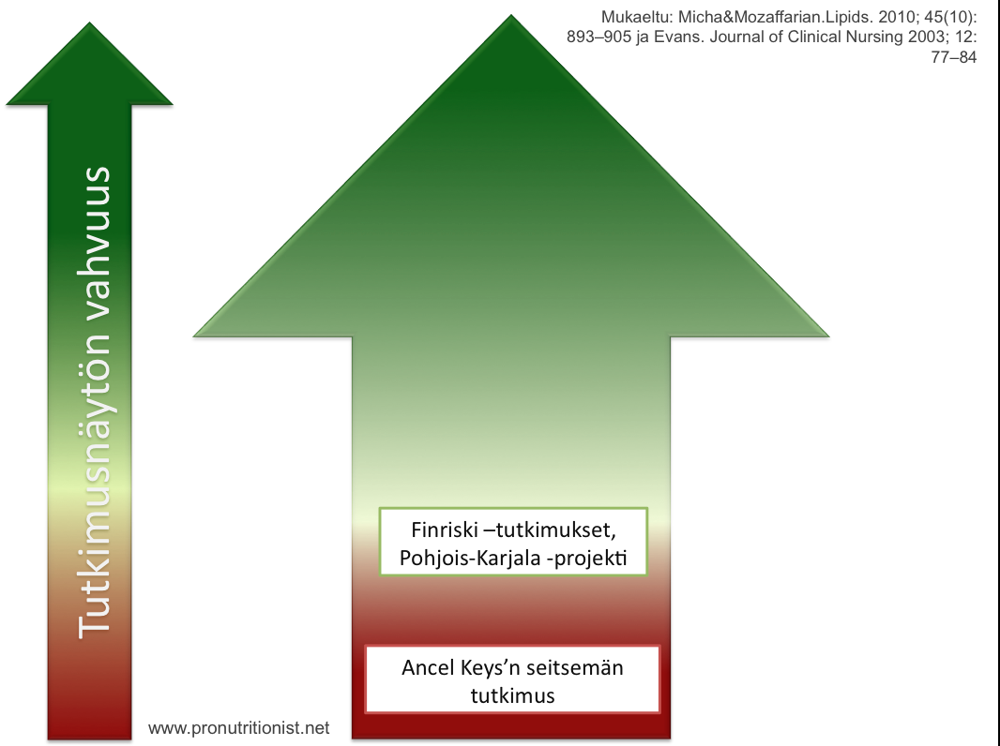 Mukaeltu: Micha&Mozaffarian.Lipids. 2010; 45(10):
893–905 ja Evans. Journal of Clinical Nursing 2003; 12:
77–84
Tutkimusnäytön vahvuus
Finriski –tutkimukset,
Pohjois-Karjala -projekti
Ancel Keys’n seitsemän
tutkimus
www.pronutritionist.net